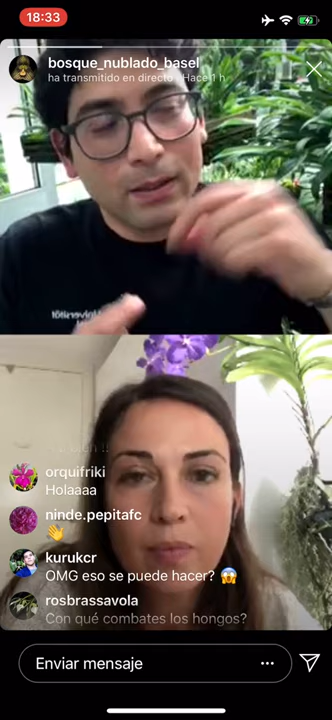 18:33
bosque_nublado_basel
ha transmitido en directo · Hace 1 h
orquifriki
Holaaaa
ninde.pepitafc
👋
kurukcr
OMG eso se puede hacer? 😱
rosbrassavola
Con qué combates los hongos?
Enviar mensaje